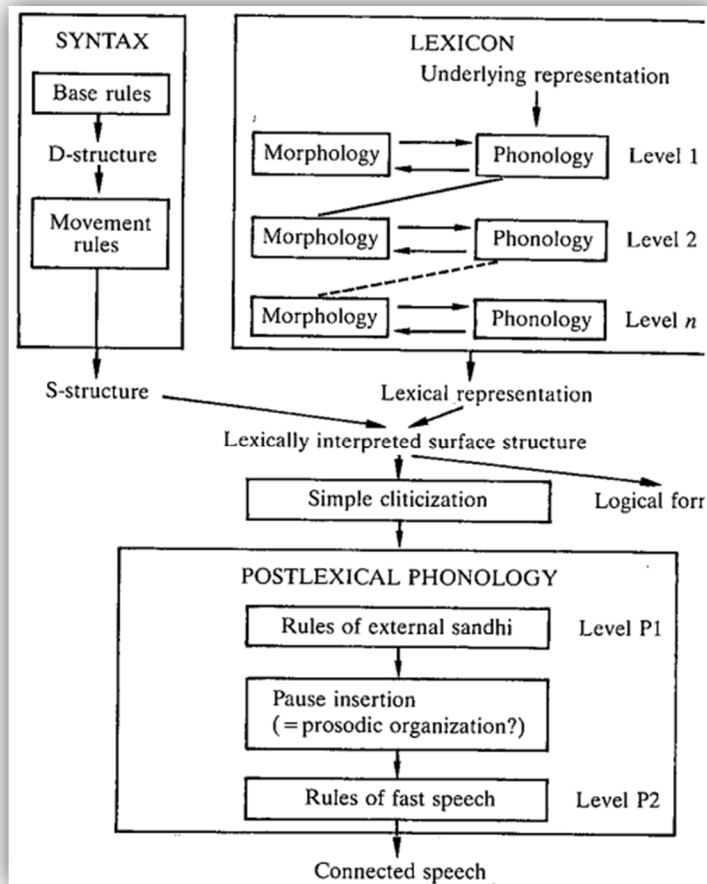 SYNTAX
Base rules
D-structure
Movement
rules
S-structure
LEXICON
Underlying representation
Morphology
Phonology
Level 1
Morphology
Phonology
Level 2
Morphology
Phonology
Level n
Lexical representation
Lexically interpreted surface structure
Simple cliticization
Logical for
POSTLEXICAL PHONOLOGY
Rules of external sandhi
Level P1
Pause insertion
(=prosodic organization?)
Rules of fast speech
Level P2
Connected speech